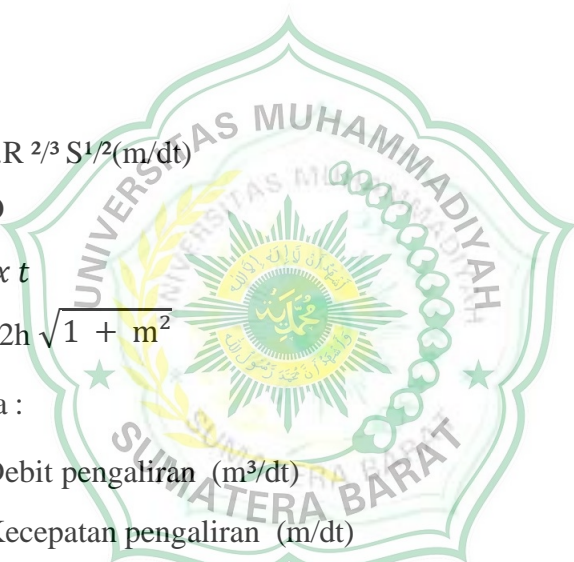 R ²/³ S¹/²(m/dt)
x t
2h √1 + m²
a :
Debit pengaliran (m³/dt)
Kecepatan pengaliran (m/dt)
UNIVERSITAS MUHAMMADIYAH
SUMATERA BARAT